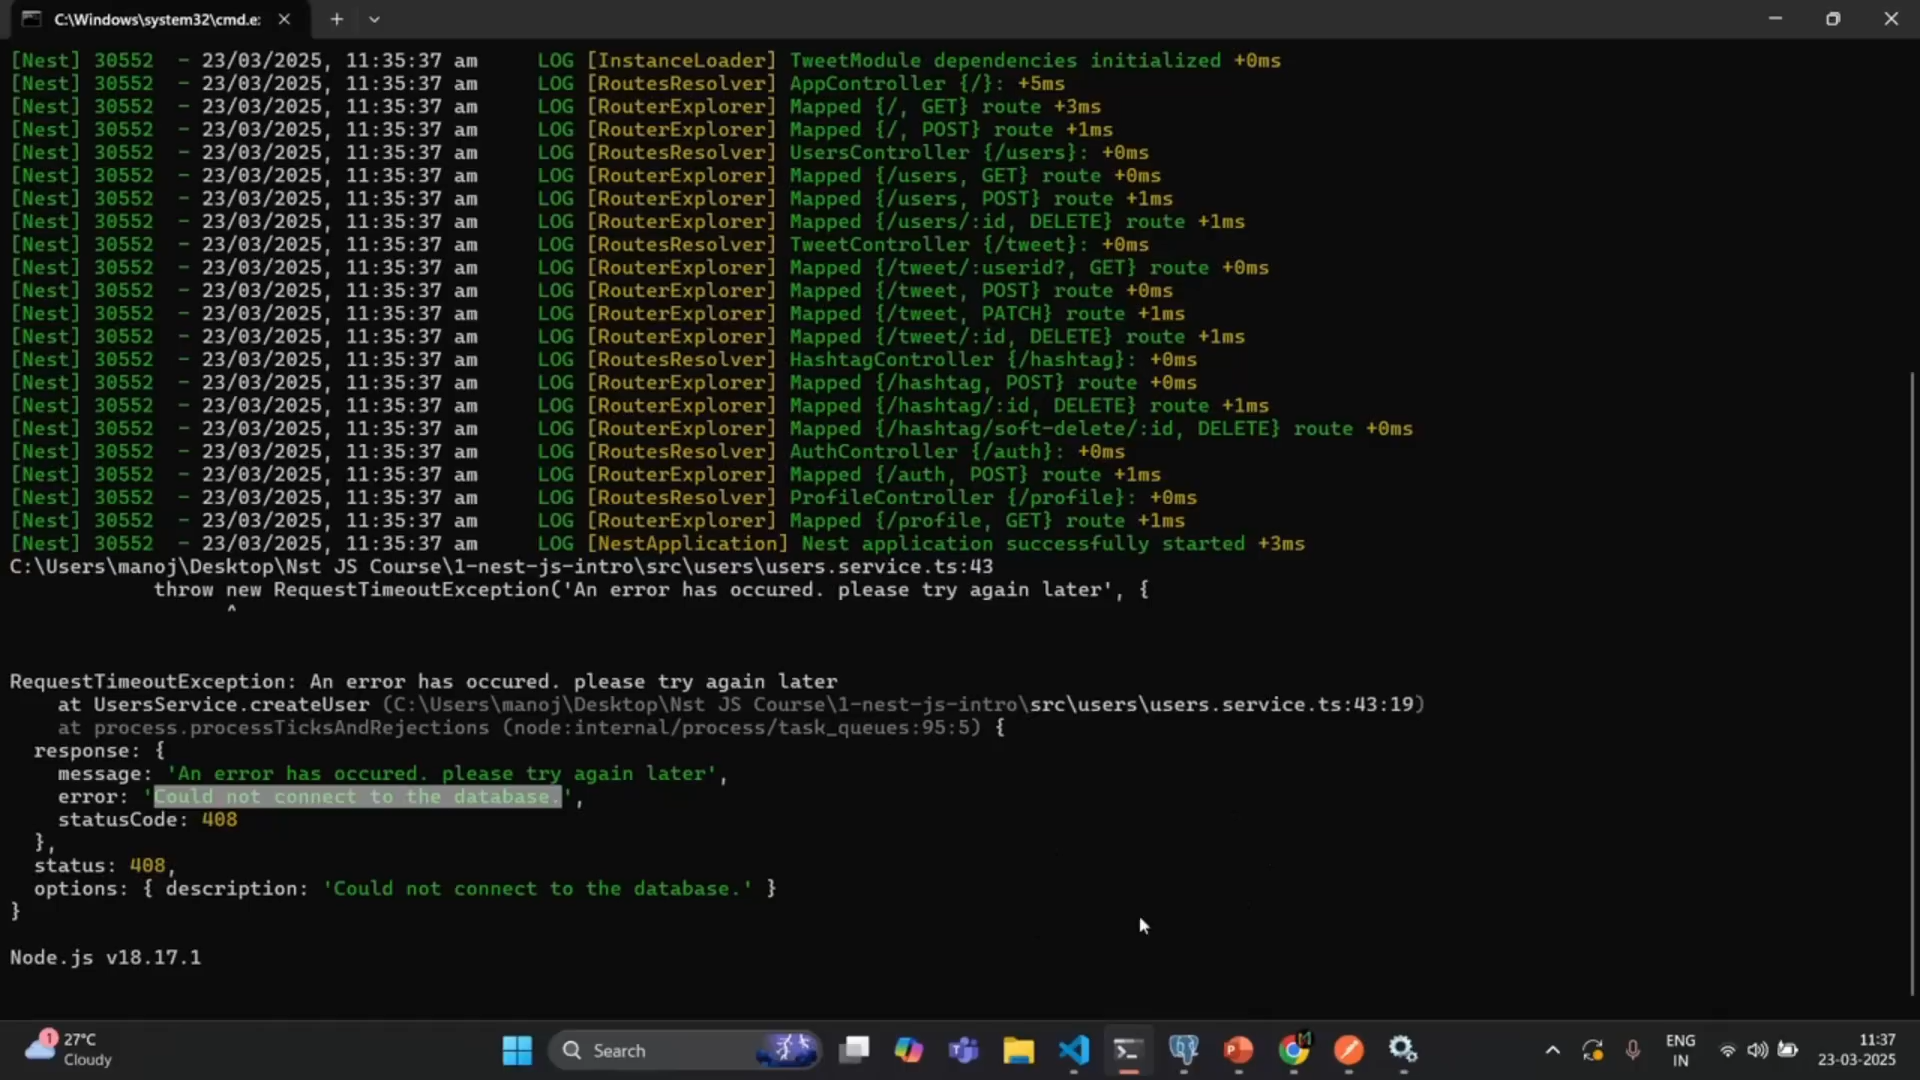 C:\Windows\system32\cmd.e:
[Nest] 30552  - 23/03/2025, 11:35:37 am     LOG [InstanceLoader] TweetModule dependencies initialized +0ms
[Nest] 30552  - 23/03/2025, 11:35:37 am     LOG [RoutesResolver] AppController {/}: +5ms
[Nest] 30552  - 23/03/2025, 11:35:37 am     LOG [RouterExplorer] Mapped {/, GET} route +3ms
[Nest] 30552  - 23/03/2025, 11:35:37 am     LOG [RouterExplorer] Mapped {/, POST} route +1ms
[Nest] 30552  - 23/03/2025, 11:35:37 am     LOG [RoutesResolver] UsersController {/users}: +0ms
[Nest] 30552  - 23/03/2025, 11:35:37 am     LOG [RouterExplorer] Mapped {/users, GET} route +0ms
[Nest] 30552  - 23/03/2025, 11:35:37 am     LOG [RouterExplorer] Mapped {/users, POST} route +1ms
[Nest] 30552  - 23/03/2025, 11:35:37 am     LOG [RouterExplorer] Mapped {/users/:id, DELETE} route +1ms
[Nest] 30552  - 23/03/2025, 11:35:37 am     LOG [RoutesResolver] TweetController {/tweet}: +0ms
[Nest] 30552  - 23/03/2025, 11:35:37 am     LOG [RouterExplorer] Mapped {/tweet/:userid?, GET} route +0ms
[Nest] 30552  - 23/03/2025, 11:35:37 am     LOG [RouterExplorer] Mapped {/tweet, POST} route +0ms
[Nest] 30552  - 23/03/2025, 11:35:37 am     LOG [RouterExplorer] Mapped {/tweet, PATCH} route +1ms
[Nest] 30552  - 23/03/2025, 11:35:37 am     LOG [RouterExplorer] Mapped {/tweet/:id, DELETE} route +1ms
[Nest] 30552  - 23/03/2025, 11:35:37 am     LOG [RoutesResolver] HashtagController {/hashtag}: +0ms
[Nest] 30552  - 23/03/2025, 11:35:37 am     LOG [RouterExplorer] Mapped {/hashtag, POST} route +0ms
[Nest] 30552  - 23/03/2025, 11:35:37 am     LOG [RouterExplorer] Mapped {/hashtag/:id, DELETE} route +1ms
[Nest] 30552  - 23/03/2025, 11:35:37 am     LOG [RouterExplorer] Mapped {/hashtag/soft-delete/:id, DELETE} route +0ms
[Nest] 30552  - 23/03/2025, 11:35:37 am     LOG [RoutesResolver] AuthController {/auth}: +0ms
[Nest] 30552  - 23/03/2025, 11:35:37 am     LOG [RouterExplorer] Mapped {/auth, POST} route +1ms
[Nest] 30552  - 23/03/2025, 11:35:37 am     LOG [RoutesResolver] ProfileController {/profile}: +0ms
[Nest] 30552  - 23/03/2025, 11:35:37 am     LOG [RouterExplorer] Mapped {/profile, GET} route +1ms
[Nest] 30552  - 23/03/2025, 11:35:37 am     LOG [NestApplication] Nest application successfully started +3ms
C:\Users\manoj\Desktop\Nst JS Course\1-nest-js-intro\src\users\users.service.ts:43
            throw new RequestTimeoutException('An error has occured. please try again later', {
                  ^
RequestTimeoutException: An error has occured. please try again later
    at UsersService.createUser (C:\Users\manoj\Desktop\Nst JS Course\1-nest-js-intro\src\users\users.service.ts:43:19)
    at process.processTicksAndRejections (node:internal/process/task_queues:95:5) {
  response: {
    message: 'An error has occured. please try again later',
    error: 'Could not connect to the database.',
    statusCode: 408
  },
  status: 408,
  options: { description: 'Could not connect to the database.' }
}
Node.js v18.17.1
1
27°C
Cloudy
Search
ENG
IN
11:37
23-03-2025